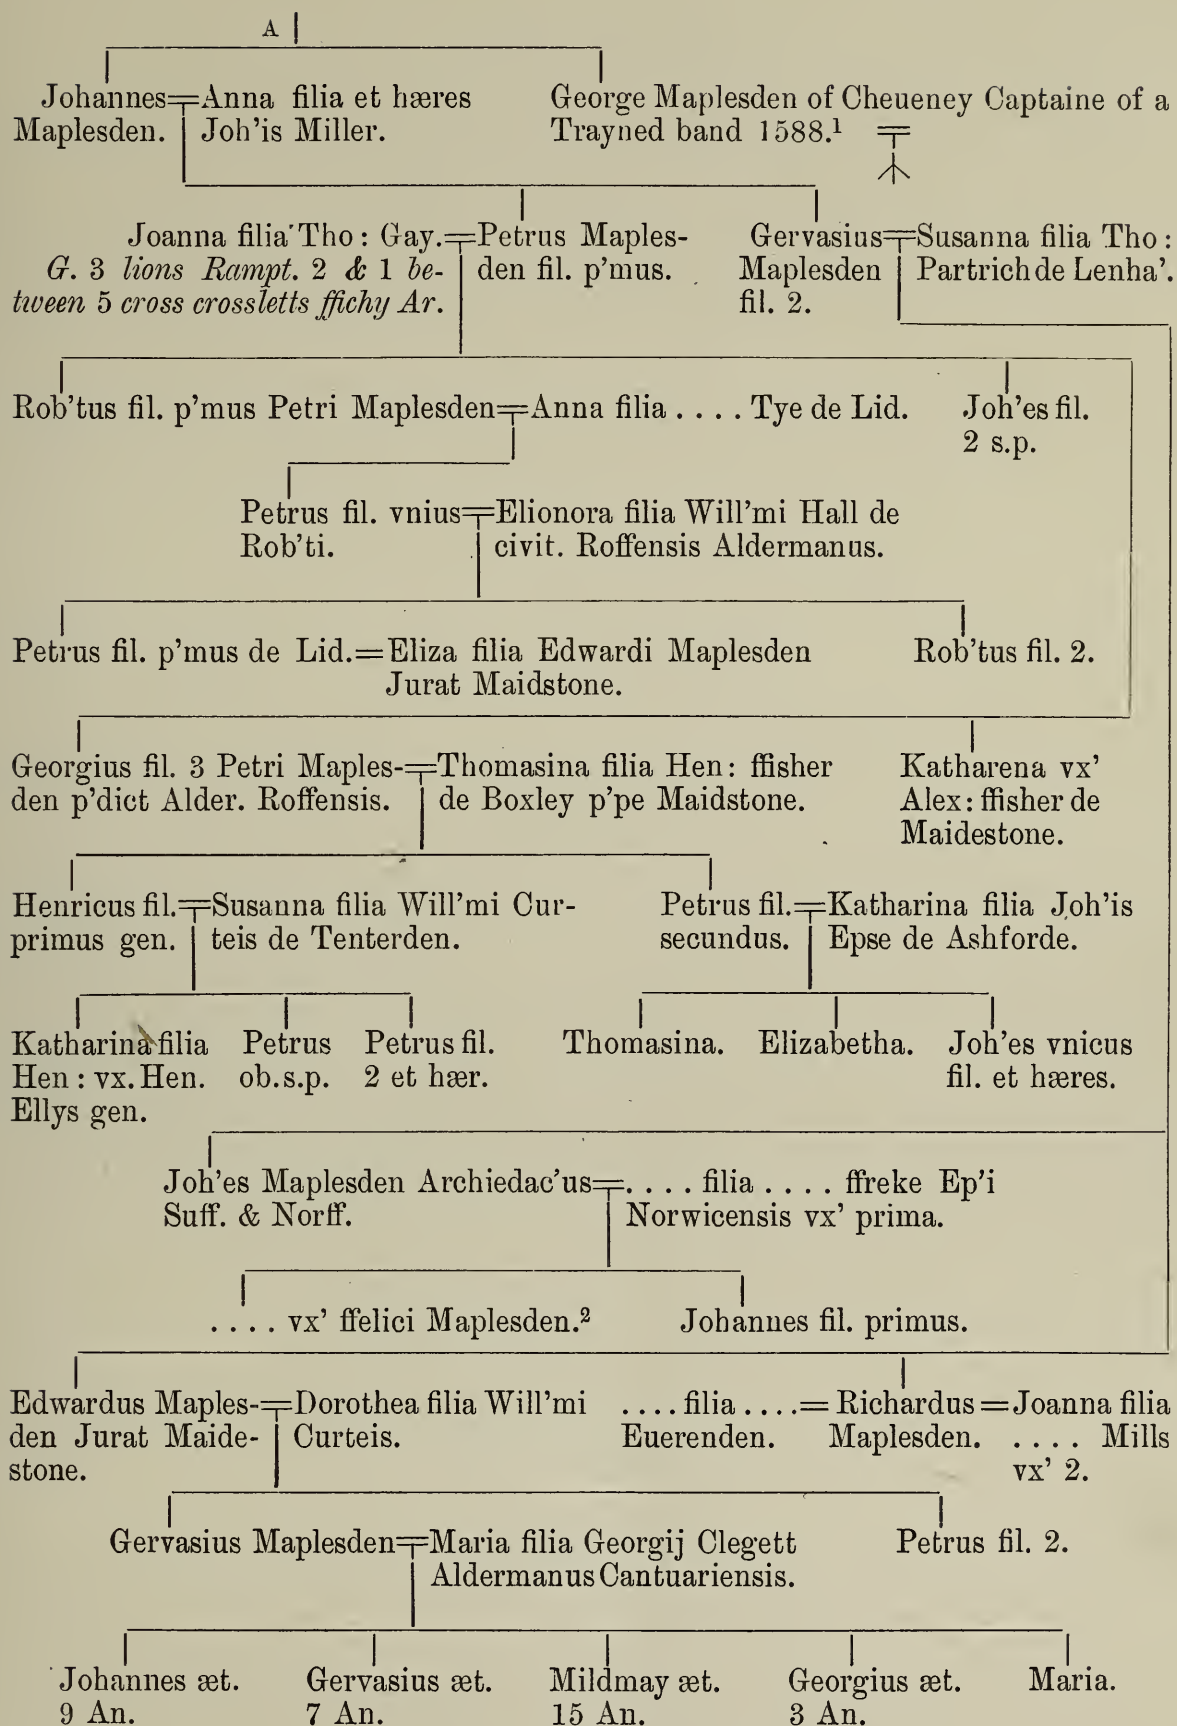 A
Johannes Anna filia et hæres
Maplesden. Joh'is Miller.
George Maplesden of Cheueney Captaine of a
Trayned band 1588.¹
Joanna filia Tho: Gay.
G. 3 lions Rampt. 2 & 1 be-
tween 5 cross crossletts ffichy Ar.
Petrus Maples-
den fil. p'mus.
Gervasius
Maplesden
fil. 2.
Susanna filia Tho:
Partrich de Lenha'.
Rob'tus fil. p'mus Petri Maplesden Anna filia .... Tye de Lid.
Joh'es fil.
2 s.p.
Petrus fil. vnius
Rob'ti.
Elionora filia Will'mi Hall de
civit. Roffensis Aldermanus.
Petrus fil. p'mus de Lid.=Eliza filia Edwardi Maplesden
Jurat Maidstone.
Rob'tus fil. 2.
Georgius fil. 3 Petri Maples-
den p'dict Alder. Roffensis.
Thomasina filia Hen: ffisher
de Boxley p'pe Maidstone.
Katharena vx'
Alex: ffisher de
Maidestone.
Henricus fil.
primus gen.
Susanna filia Will'mi Cur-
teis de Tenterden.
Petrus fil.
secundus.
Katharina filia Joh'is
Epse de Ashforde.
Katharina filia
Hen: vx. Hen.
Ellys gen.
Petrus
ob.s.p.
Petrus fil.
2 et hær.
Thomasina.
Elizabetha.
Joh'es vnicus
fil. et hæres.
Joh'es Maplesden Archiedac'us
Suff. & Norff.
.... filia .... ffreke Ep'i
Norwicensis vx' prima.
.... vx' ffelici Maplesden.²
Johannes fil. primus.
Edwardus Maples-
den Jurat Maide-
stone.
Dorothea filia Will'mi
Curteis.
.... filia ....
Euerenden.
= Richardus =
Maplesden.
Joanna filia
.... Mills
vx' 2.
Gervasius Maplesden
Maria filia Georgij Clegett
Aldermanus Cantuariensis.
Petrus fil. 2.
Johannes æt.
9 An.
Gervasius æt.
7 An.
Mildmay æt.
15 An.
Georgius æt.
3 An.
Maria.